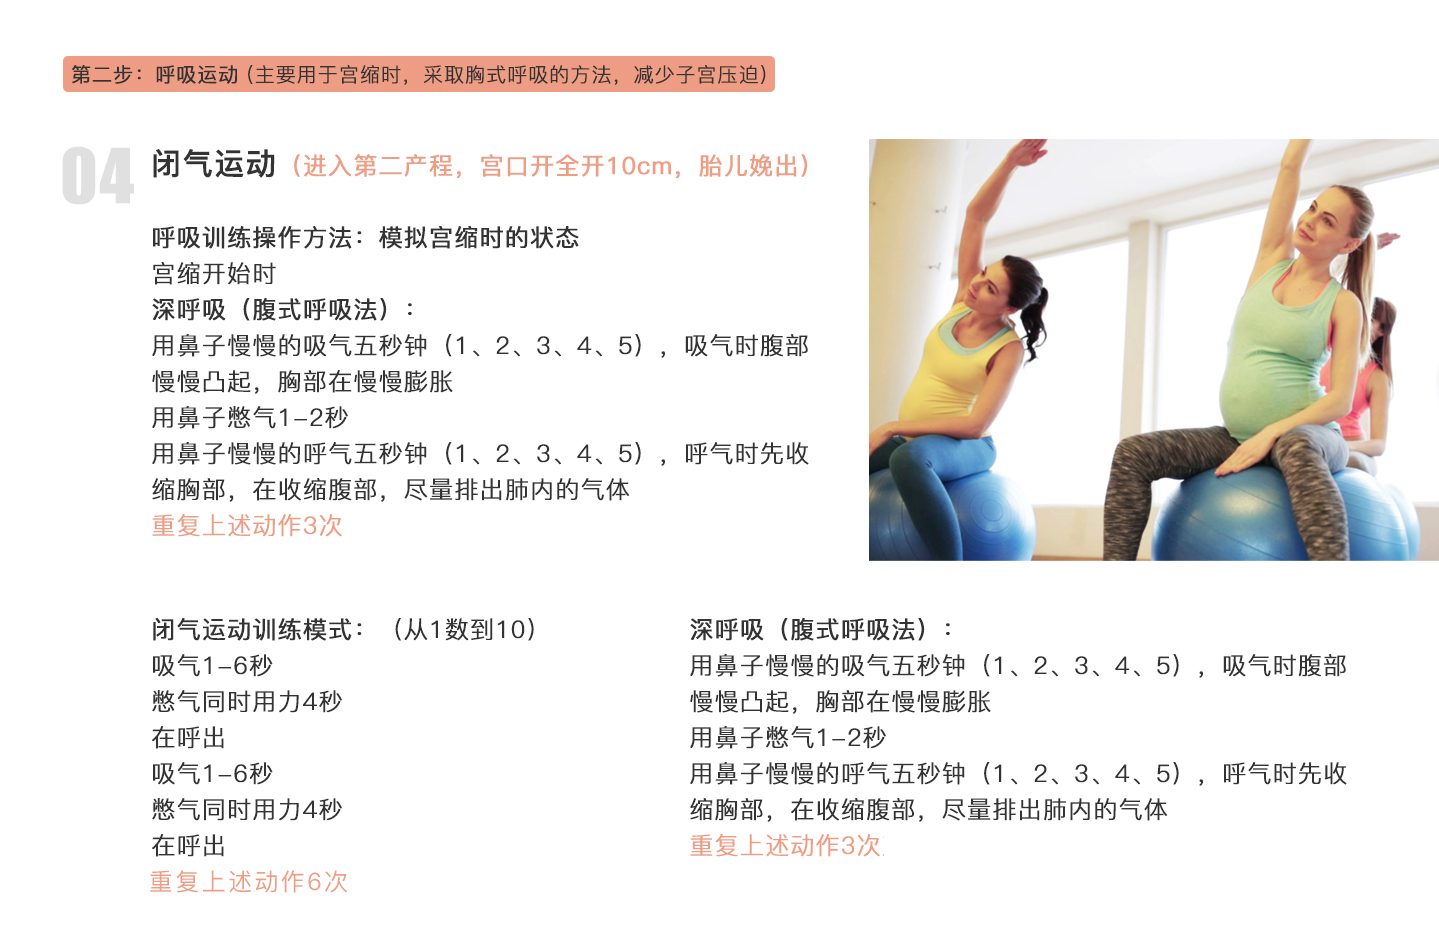 第二步：呼吸运动（主要用于宫缩时，采取胸式呼吸的方法，减少子宫压迫）
04 闭气运动（进入第二产程，宫口开全开10cm，胎儿娩出）
呼吸训练操作方法：模拟宫缩时的状态
宫缩开始时
深呼吸（腹式呼吸法）：
用鼻子慢慢的吸气五秒钟（1、2、3、4、5），吸气时腹部
慢慢凸起，胸部在慢慢膨胀
用鼻子憋气1-2秒
用鼻子慢慢的呼气五秒钟（1、2、3、4、5），呼气时先收
缩胸部，在收缩腹部，尽量排出肺内的气体
重复上述动作3次
闭气运动训练模式：（从1数到10）
吸气1-6秒
憋气同时用力4秒
在呼出
吸气1-6秒
憋气同时用力4秒
在呼出
重复上述动作6次
深呼吸（腹式呼吸法）：
用鼻子慢慢的吸气五秒钟（1、2、3、4、5），吸气时腹部
慢慢凸起，胸部在慢慢膨胀
用鼻子憋气1-2秒
用鼻子慢慢的呼气五秒钟（1、2、3、4、5），呼气时先收
缩胸部，在收缩腹部，尽量排出肺内的气体
重复上述动作3次